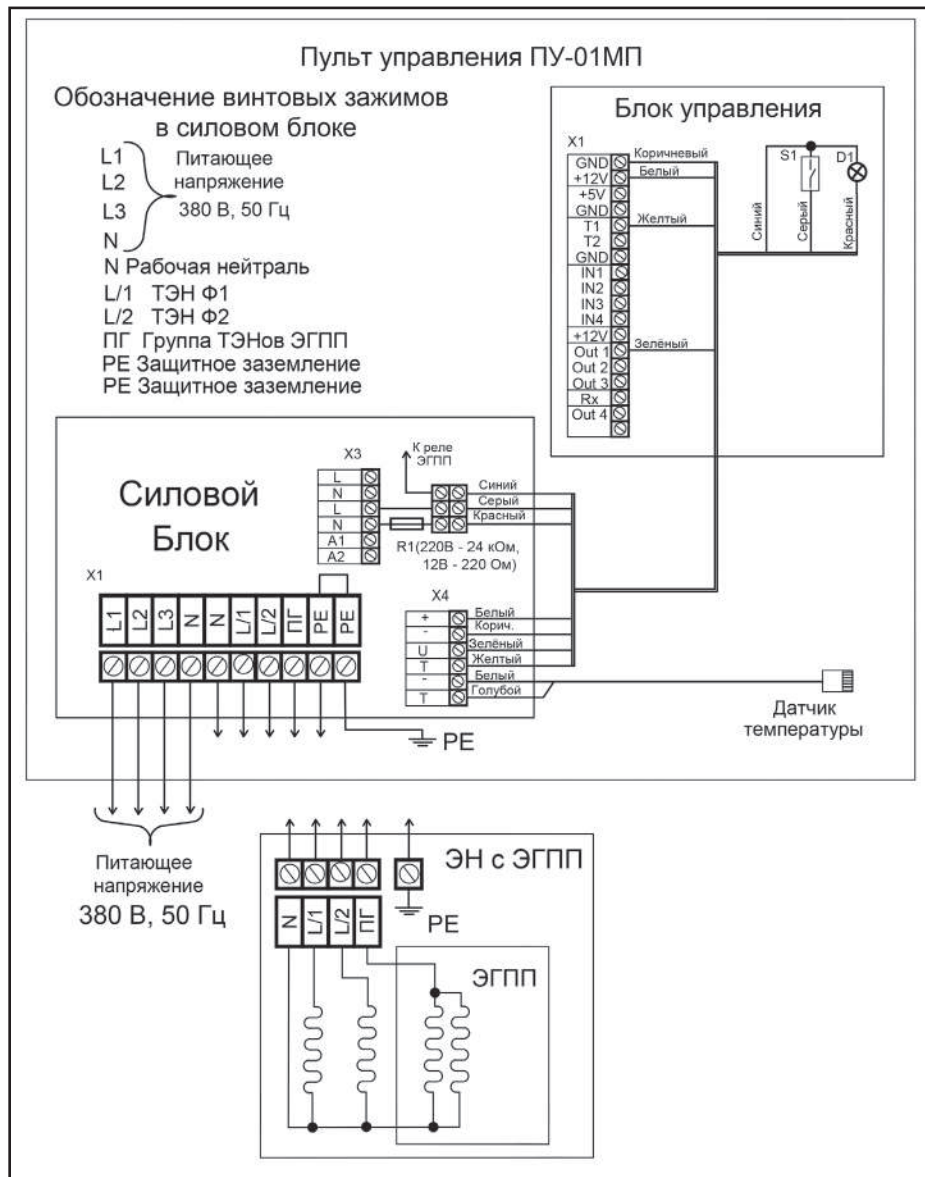 Пульт управления ПУ-01МП
Обозначение винтовых зажимов
в силовом блоке
L1
L2
L3
N
Питающее
напряжение
380 В, 50 Гц
N Рабочая нейтраль
L/1 ТЭН Ф1
L/2 ТЭН Ф2
ПГ Группа ТЭНов ЭГПП
PE Защитное заземление
PE Защитное заземление
Блок управления
X1
GND
+12V
+5V
GND
T1
T2
GND
IN1
IN2
IN3
IN4
+12V
Out 1
Out 2
Out 3
Rx
Out 4
Коричневый
Белый
Желтый
Зелёный
S1
D1
Синий
Серый
Красный
Силовой
Блок
X3
L
N
L
N
A1
A2
К реле
ЭГПП
Синий
Серый
Красный
R1(220В - 24 кОм,
12В - 220 Ом)
X1
L1
L2
L3
N
N
L/1
L/2
ПГ
PE
PE
X4
+
-
U
T
-
T
Белый
Корич.
Зелёный
Желтый
Белый
Голубой
Датчик
температуры
PE
Питающее
напряжение
380 В, 50 Гц
ЭН с ЭГПП
N
L/1
L/2
ПГ
PE
ЭГПП